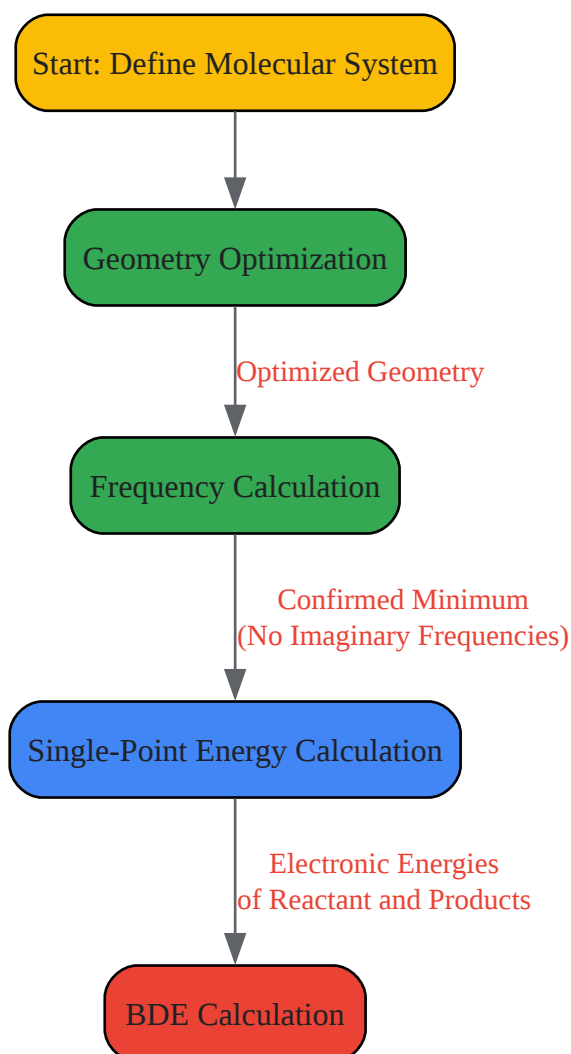 Start: Define Molecular System
Geometry Optimization
Optimized Geometry
Frequency Calculation
Confirmed Minimum
(No Imaginary Frequencies)
Single-Point Energy Calculation
Electronic Energies
of Reactant and Products
BDE Calculation